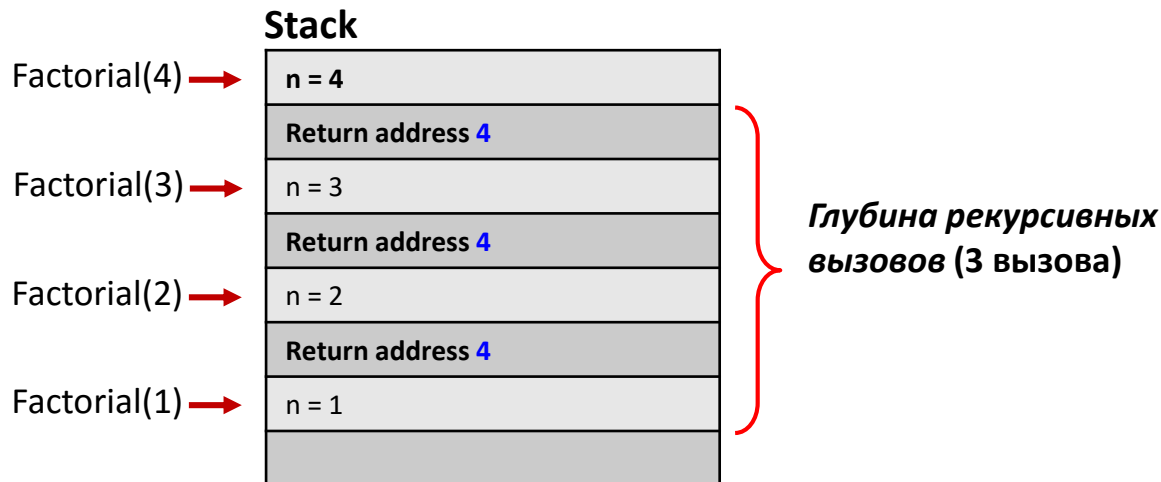 Stack
Factorial(4)
n = 4
Return address 4
Factorial(3)
n = 3
Return address 4
Factorial(2)
n = 2
Return address 4
Factorial(1)
n = 1
Глубина рекурсивных
вызовов (3 вызова)